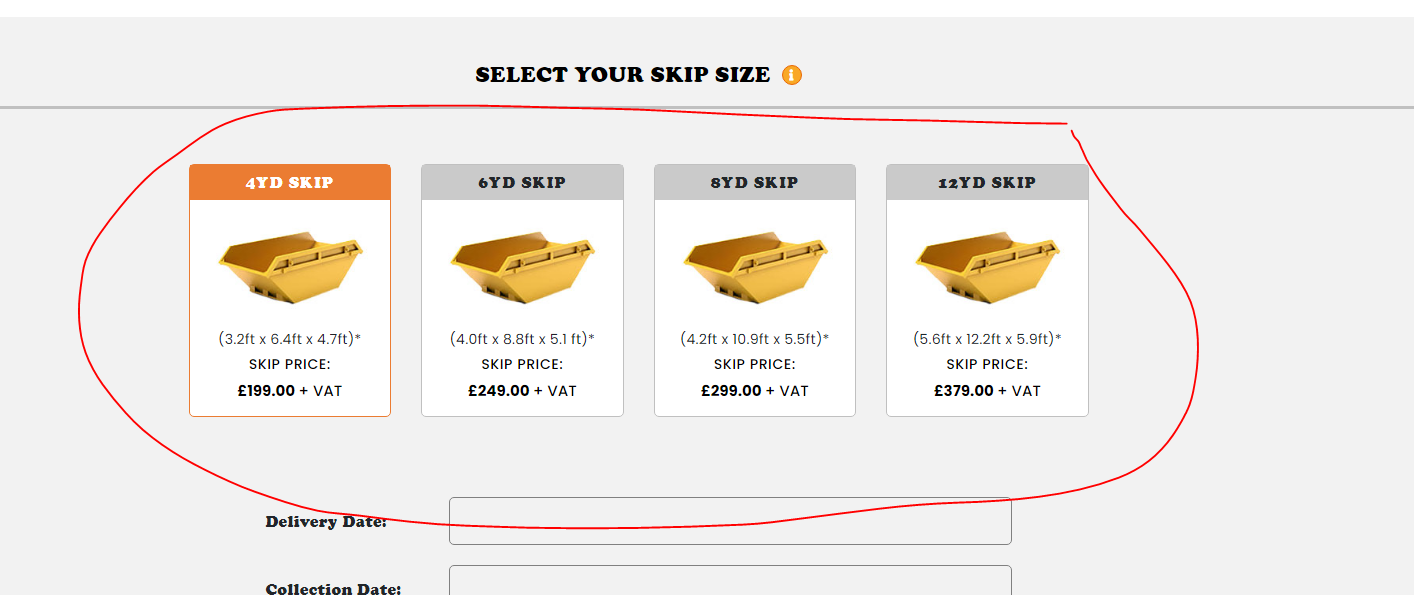 SELECT YOUR SKIP SIZE i
4YD SKIP
(3.2ft x 6.4ft x 4.7ft)*
SKIP PRICE:
£199.00 + VAT
6YD SKIP
(4.0ft x 8.8ft x 5.1 ft)*
SKIP PRICE:
£249.00 + VAT
8YD SKIP
(4.2ft x 10.9ft x 5.5ft)*
SKIP PRICE:
£299.00 + VAT
12YD SKIP
(5.6ft x 12.2ft x 5.9ft)*
SKIP PRICE:
£379.00 + VAT
Delivery Date:
Collection Date: